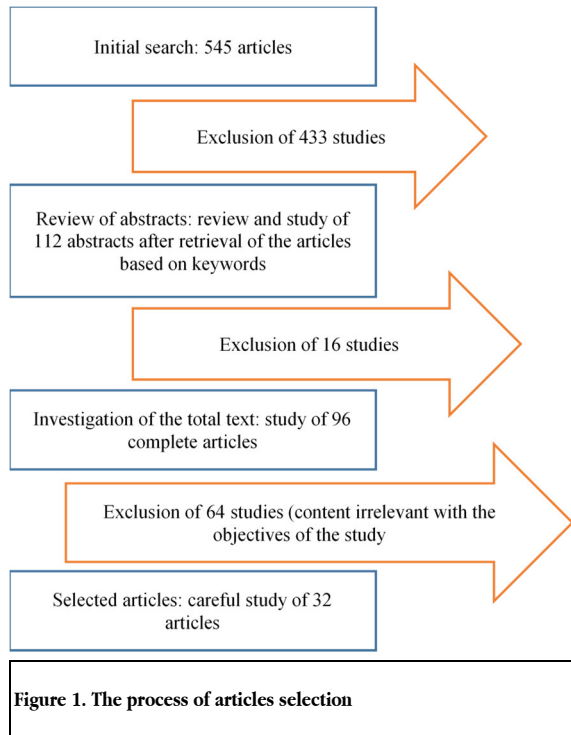 Initial search: 545 articles
Exclusion of 433 studies
Review of abstracts: review and study of
112 abstracts after retrieval of the articles
based on keywords
Exclusion of 16 studies
Investigation of the total text: study of 96
complete articles
Exclusion of 64 studies (content irrelevant with the
objectives of the study
Selected articles: careful study of 32
articles
Figure 1. The process of articles selection